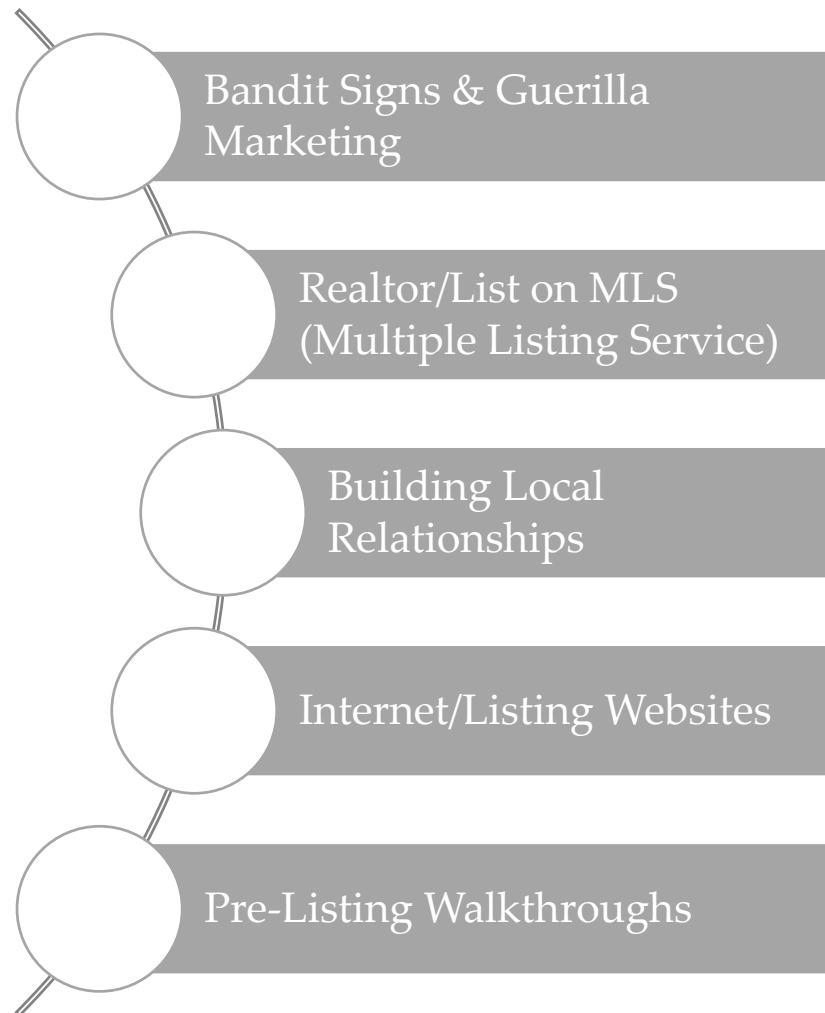 Bandit Signs & Guerilla
Marketing
Realtor/List on MLS
(Multiple Listing Service)
Building Local
Relationships
Internet/Listing Websites
Pre-Listing Walkthroughs